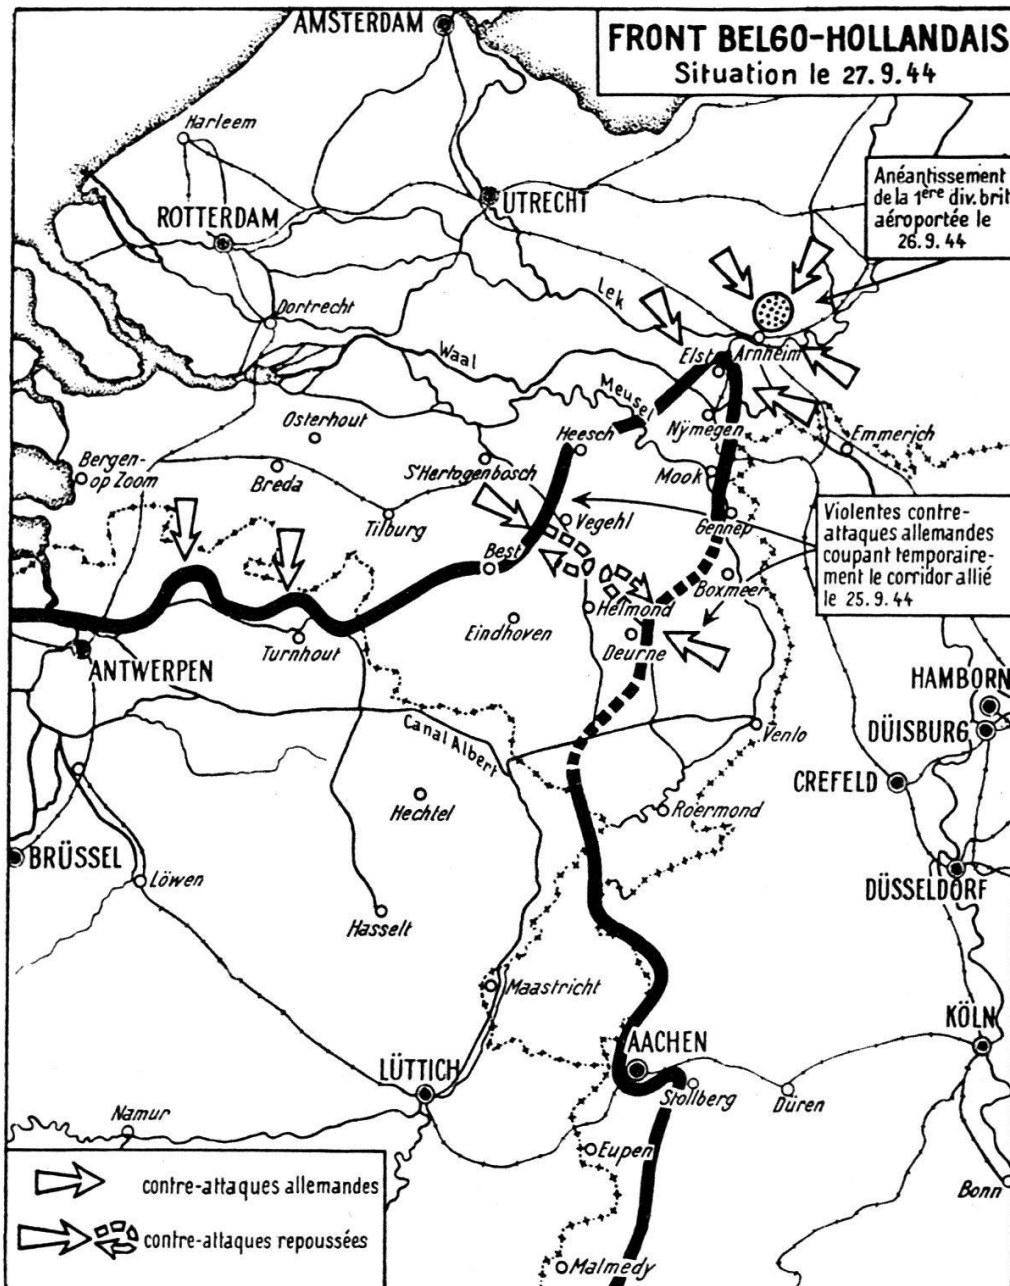 AMSTERDAM
FRONT BELGO-HOLLANDAIS
Situation le 27.9.44
Harleem
Anéantissement
de la 1ère div. brit
aéroportée le
26.9.44
UTRECHT
ROTTERDAM
Lek
Dortrecht
Waal
Elst
Arnheim
Meusel
Osterhout
Heesch
Nÿmegen
Emmerich
Bergen-
op Zoom
Breda
St Hertogenbosch
Mook
Tilburg
Vegehl
Gennep
Violentes contre-
attaques allemandes
coupant temporaire-
ment le corridor allié
le 25.9.44
Best
Boxmeer
Helmond
Eindhoven
Deurne
Turnhout
ANTWERPEN
HAMBORN
Canal Albert
Venlo
DÜISBURG
CREFELD
Hechtel
Roermond
BRÜSSEL
Löwen
DÜSSELDORF
Hasselt
Maastricht
KÖLN
AACHEN
LÜTTICH
Stollberg
Düren
Namur
Eupen
Bonn
contre-attaques allemandes
contre-attaques repoussées
Malmedy